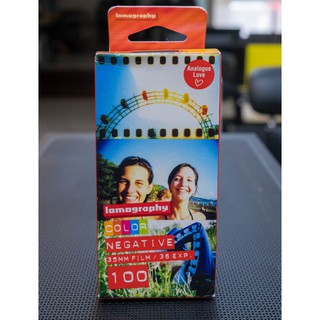 lomography
Analogue
Love
lomography
COLOR
NEGATIVE
35MM FILM / 36 EXP.
100